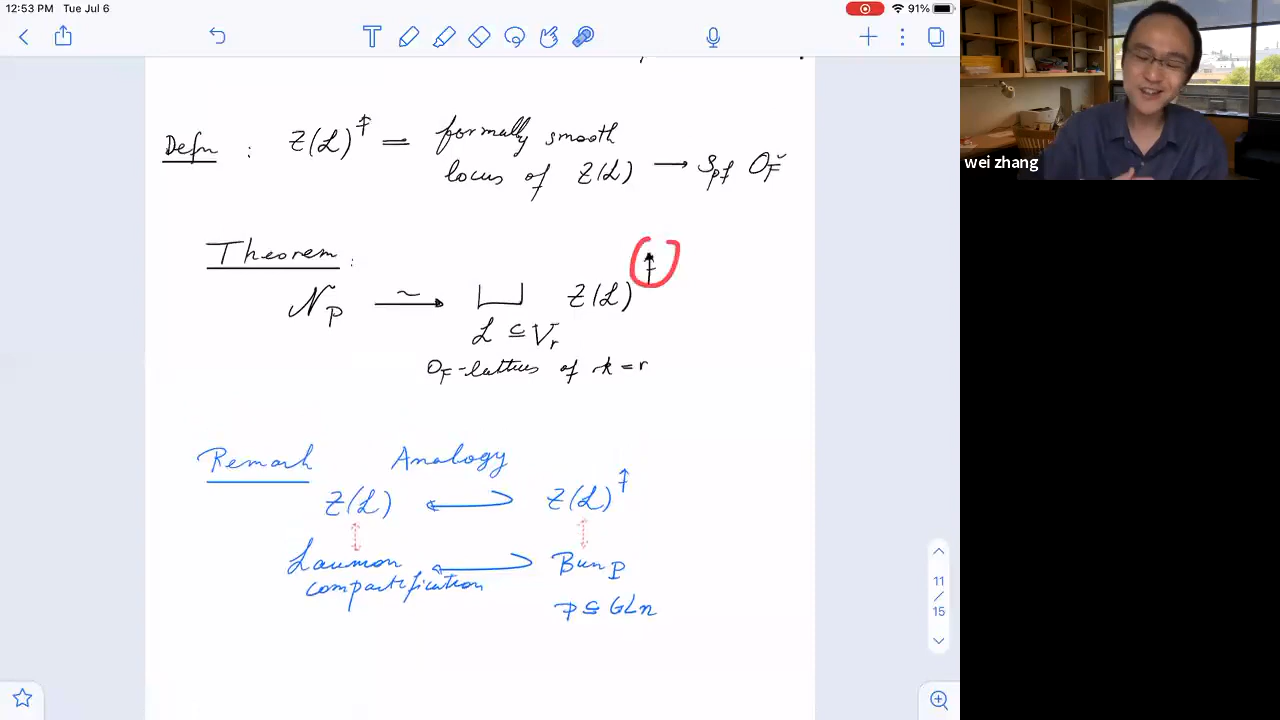 12:53 PM Tue Jul 6
91%
wei zhang
Defn : Z(L)° = formally smooth
locus of Z(L) → Spf O_F̆
Theorem :
N_P ~→ ⊔ Z(L)°
L ⊆ V_r
O_F-lattices of rk = r
Remark Analogy
Z(L) ↩ Z(L)°
Laumon ↩ Bun_P
compactification
P ⊆ GLn
11
/
15